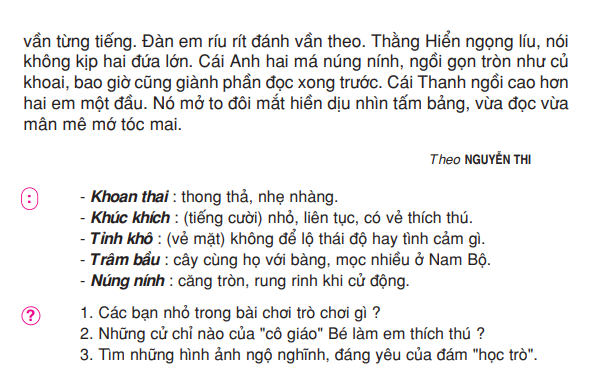 vần từng tiếng. Đàn em ríu rít đánh vần theo. Thằng Hiển ngọng líu, nói
không kịp hai đứa lớn. Cái Anh hai má núng nính, ngồi gọn tròn như củ
khoai, bao giờ cũng giành phần đọc xong trước. Cái Thanh ngồi cao hơn
hai em một đầu. Nó mở to đôi mắt hiền dịu nhìn tấm bảng, vừa đọc vừa
mân mê mớ tóc mai.
Theo NGUYỄN THI
: - Khoan thai : thong thả, nhẹ nhàng.
- Khúc khích : (tiếng cười) nhỏ, liên tục, có vẻ thích thú.
- Tỉnh khô : (vẻ mặt) không để lộ thái độ hay tình cảm gì.
- Trâm bầu : cây cùng họ với bàng, mọc nhiều ở Nam Bộ.
- Núng nính : căng tròn, rung rinh khi cử động.
? 1. Các bạn nhỏ trong bài chơi trò chơi gì ?
2. Những cử chỉ nào của "cô giáo" Bé làm em thích thú ?
3. Tìm những hình ảnh ngộ nghĩnh, đáng yêu của đám "học trò".